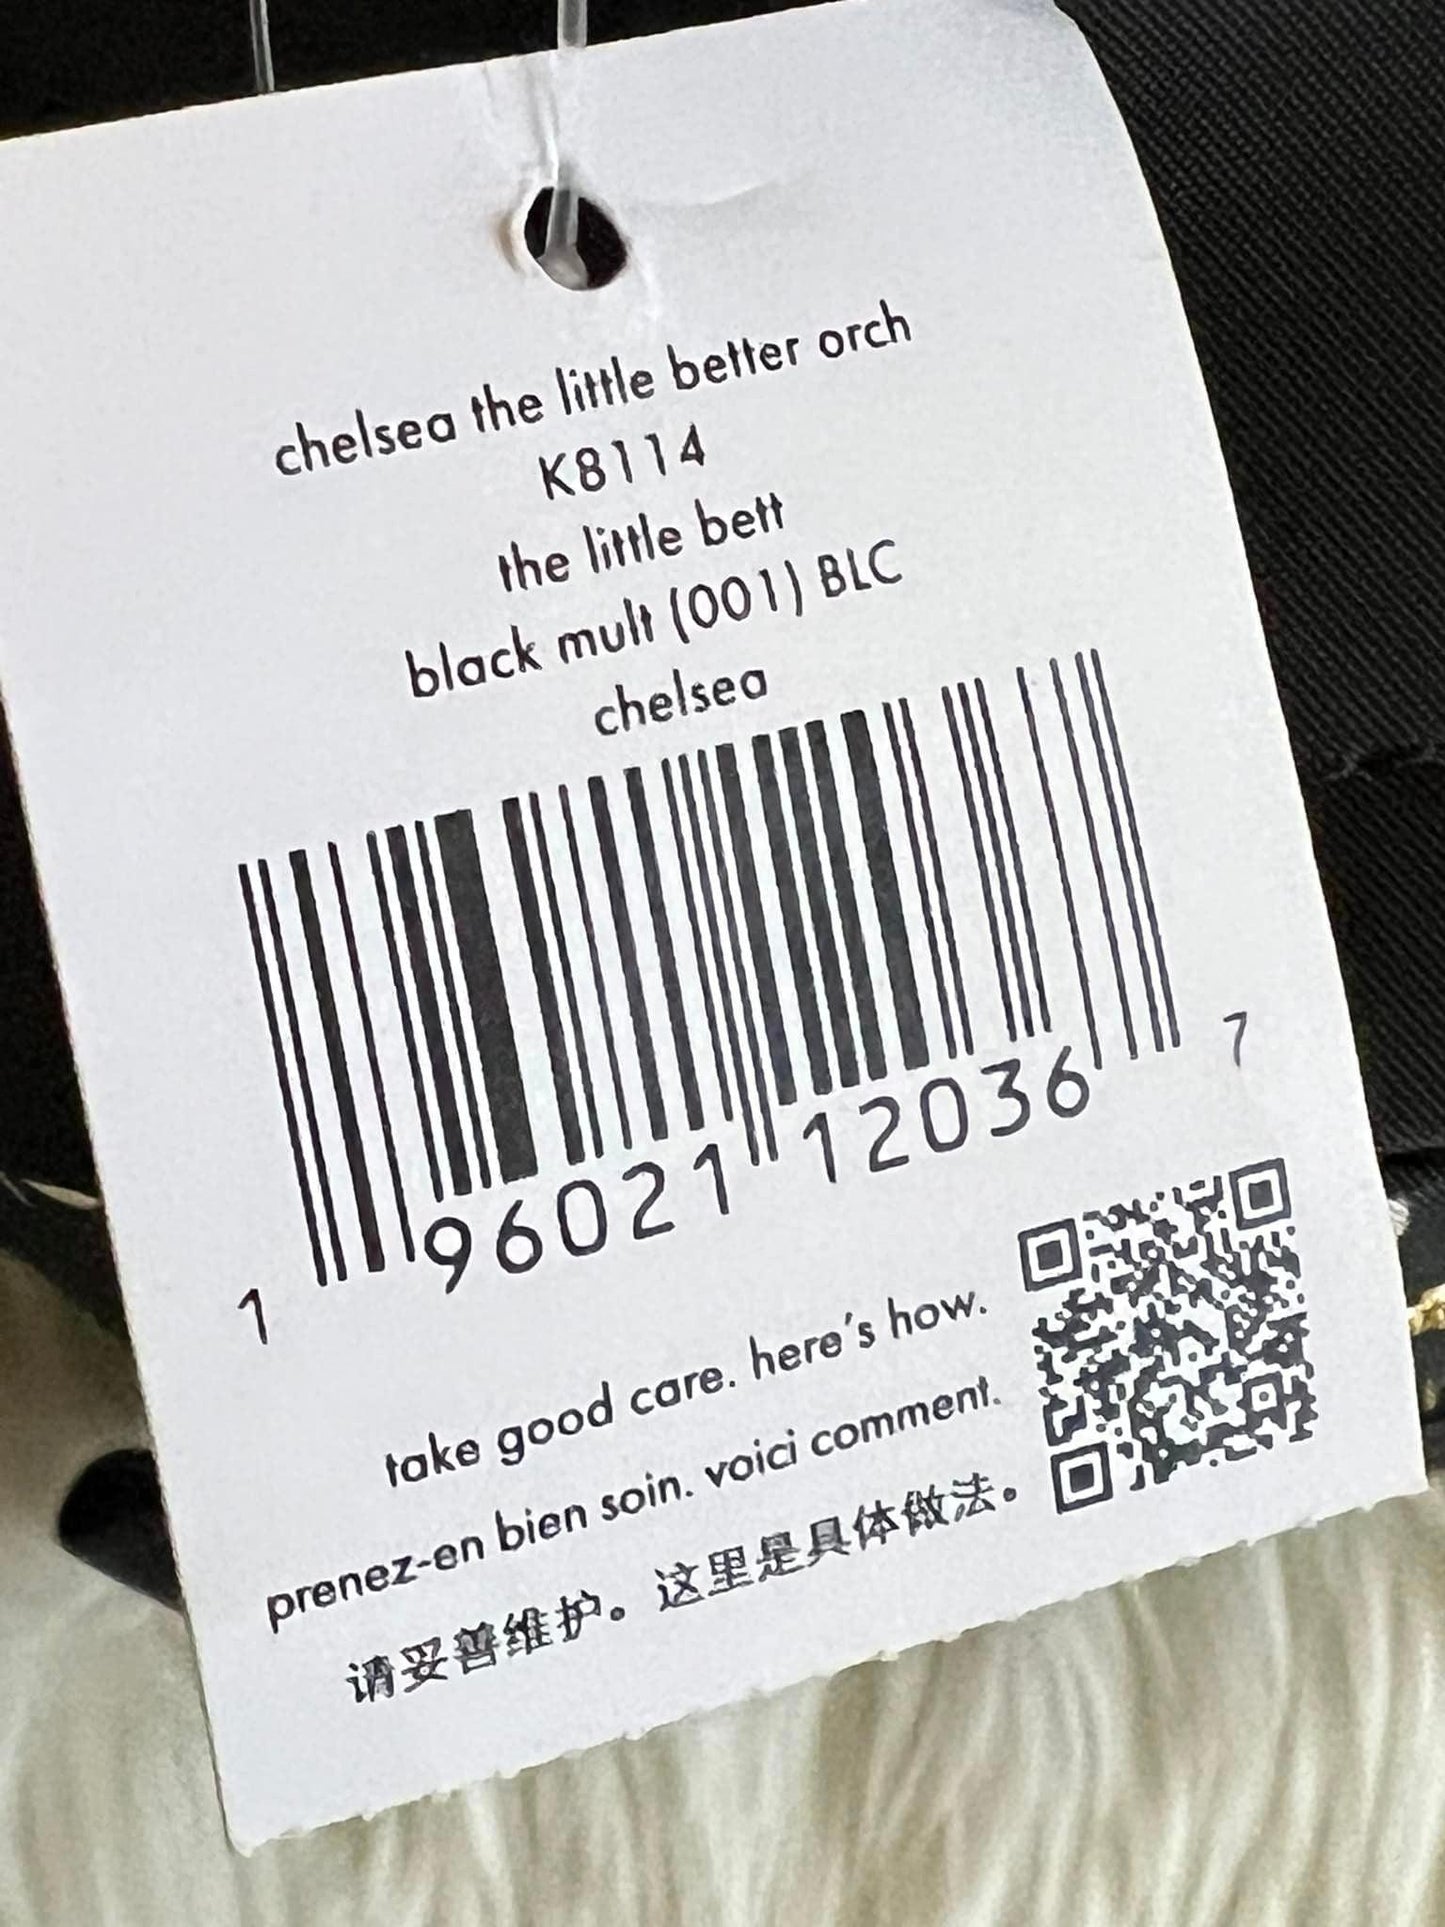 chelsea the little better orch
K8114
the little bett
black mult (001) BLC
chelsea
1 96021 12036 7
take good care. here's how.
prenez-en bien soin. voici comment.
请妥善维护。这里是具体做法。